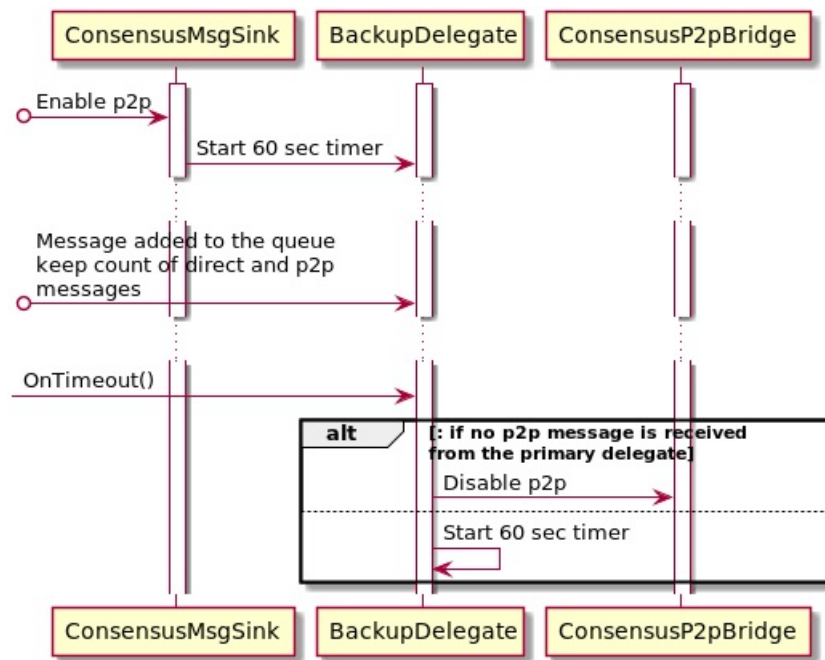 ConsensusMsgSink
BackupDelegate
ConsensusP2pBridge
Enable p2p
Start 60 sec timer
Message added to the queue
keep count of direct and p2p
messages
OnTimeout()
alt
[: if no p2p message is received
from the primary delegate]
Disable p2p
Start 60 sec timer
ConsensusMsgSink
BackupDelegate
ConsensusP2pBridge